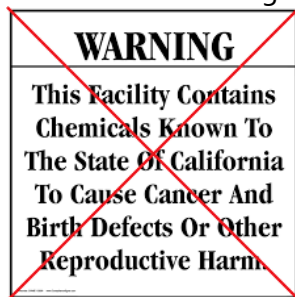 WARNING
This Facility Contains
Chemicals Known To
The State Of California
To Cause Cancer And
Birth Defects Or Other
Reproductive Harm.